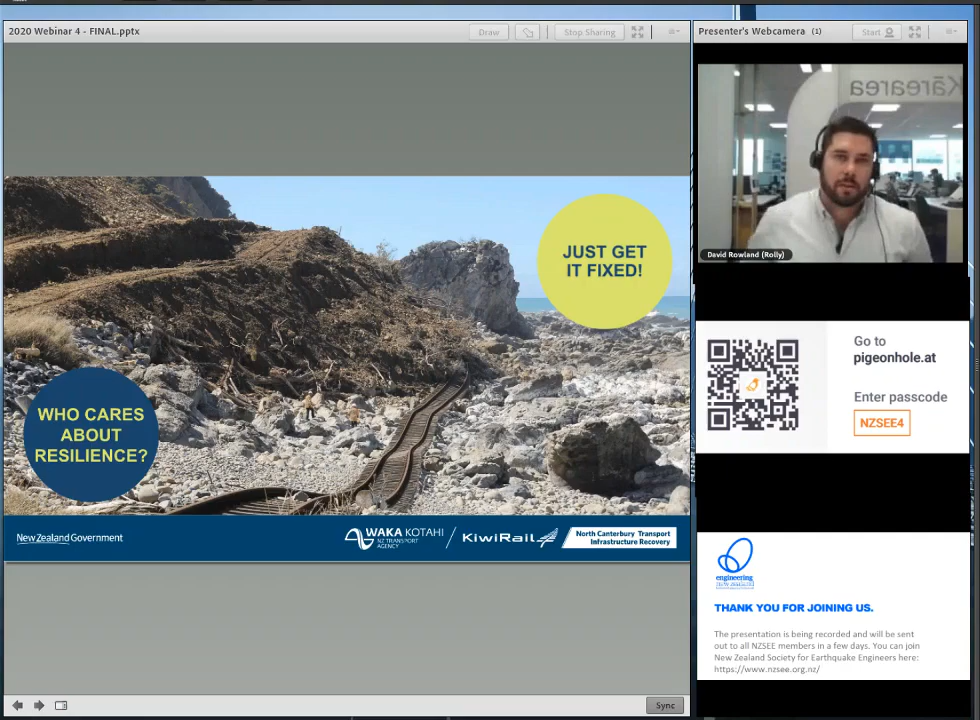 2020 Webinar 4 - FINAL.pptx
Draw
Stop Sharing
JUST GET
IT FIXED!
WHO CARES
ABOUT
RESILIENCE?
New Zealand Government
WAKA KOTAHI
NZ TRANSPORT
AGENCY
KiwiRail
North Canterbury Transport
Infrastructure Recovery
Sync
Presenter's Webcamera (1)
Start
Kārearea
David Rowland (Rolly)
Go to
pigeonhole.at
Enter passcode
NZSEE4
engineering
NEW ZEALAND
THANK YOU FOR JOINING US.
The presentation is being recorded and will be sent
out to all NZSEE members in a few days. You can join
New Zealand Society for Earthquake Engineers here:
https://www.nzsee.org.nz/